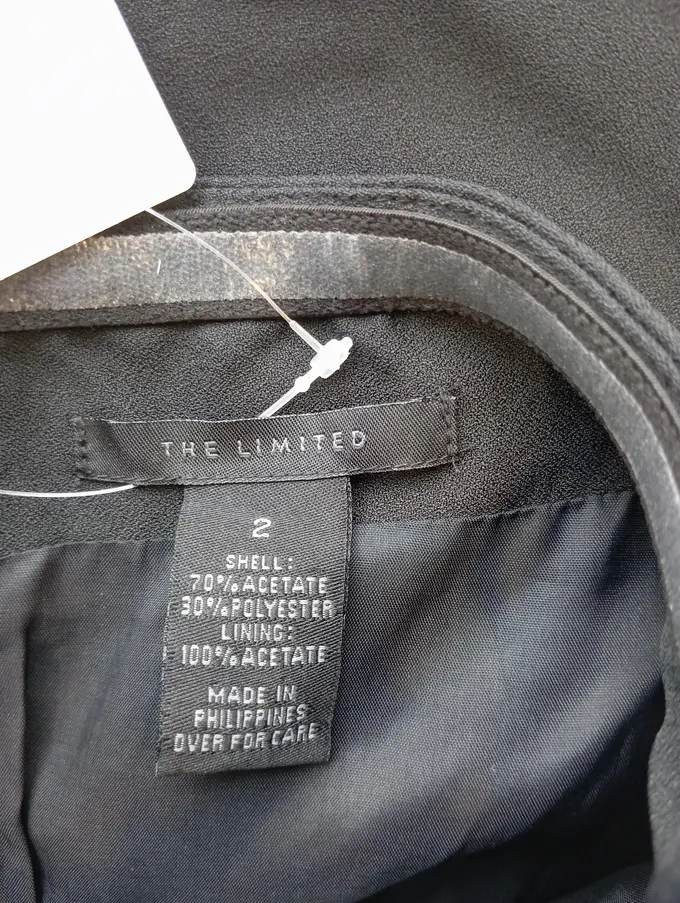 THE LIMITED
2
SHELL:
70% ACETATE
30% POLYESTER
LINING:
100% ACETATE
MADE IN
PHILIPPINES
OVER FOR CARE